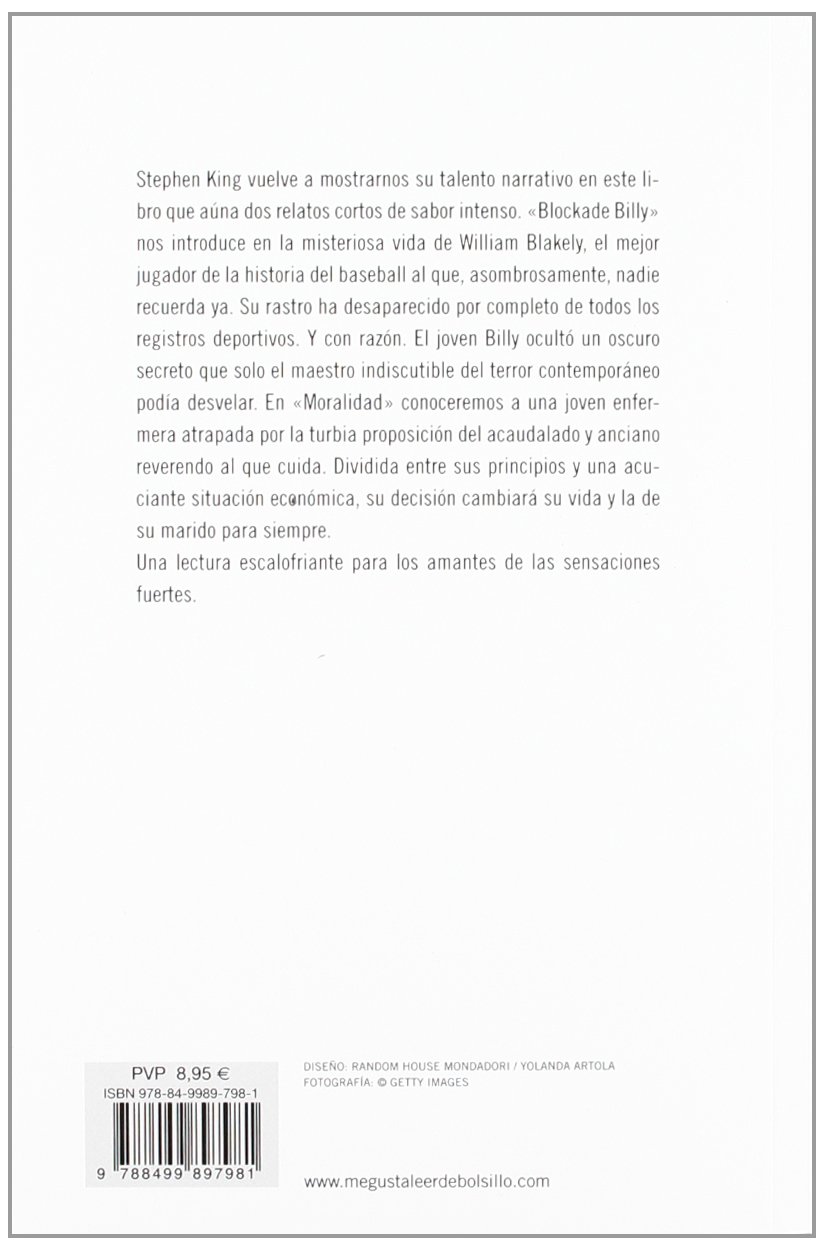 Stephen King vuelve a mostrarnos su talento narrativo en este li-
bro que aúna dos relatos cortos de sabor intenso. «Blockade Billy»
nos introduce en la misteriosa vida de William Blakely, el mejor
jugador de la historia del baseball al que, asombrosamente, nadie
recuerda ya. Su rastro ha desaparecido por completo de todos los
registros deportivos. Y con razón. El joven Billy ocultó un oscuro
secreto que solo el maestro indiscutible del terror contemporáneo
podía desvelar. En «Moralidad» conoceremos a una joven enfer-
mera atrapada por la turbia proposición del acaudalado y anciano
reverendo al que cuida. Dividida entre sus principios y una acu-
ciante situación económica, su decisión cambiará su vida y la de
su marido para siempre.
Una lectura escalofriante para los amantes de las sensaciones
fuertes.
PVP 8,95 €
ISBN 978-84-9989-798-1
9 788499 897981
DISEÑO: RANDOM HOUSE MONDADORI / YOLANDA ARTOLA
FOTOGRAFÍA: © GETTY IMAGES
www.megustaleerdebolsillo.com